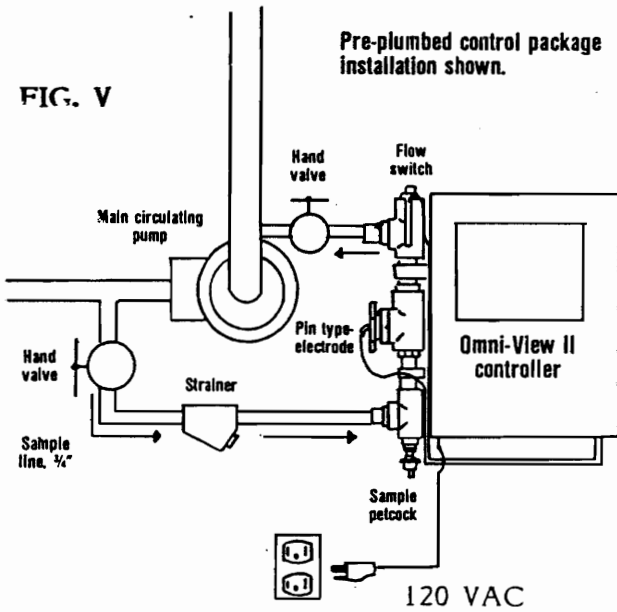 Pre-plumbed control package
installation shown.
FIG. V
Hand
valve
Flow
switch
Main circulating
pump
Pin type-
electrode
Omni-View II
controller
Hand
valve
Strainer
Sample
line, ¾"
Sample
petcock
120 VAC